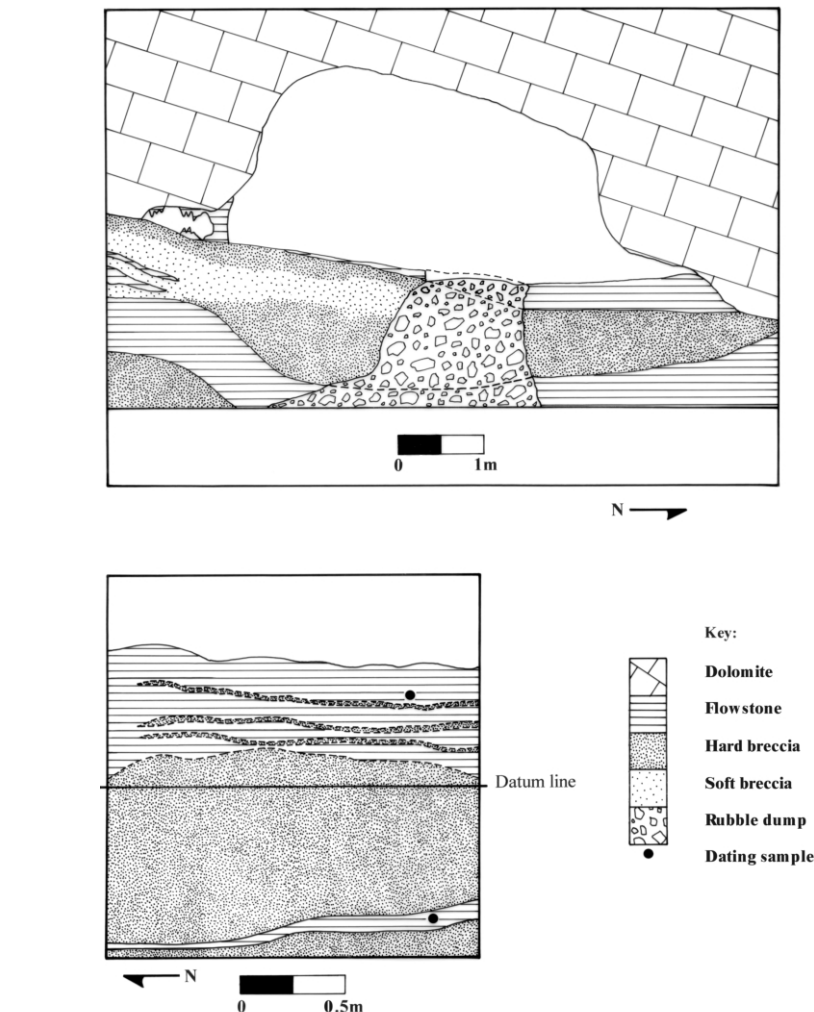 0 1m
N
Datum line
N
0 0.5m
Key:
Dolomite
Flowstone
Hard breccia
Soft breccia
Rubble dump
Dating sample